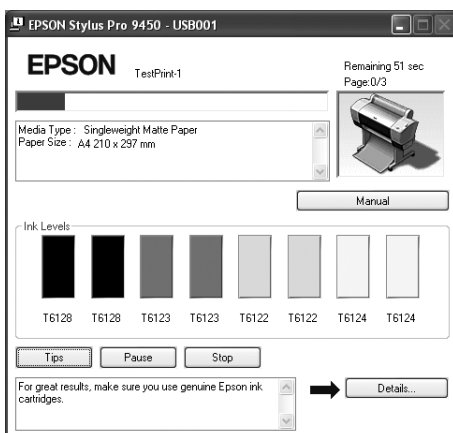 EPSON Stylus Pro 9450 - USB001
EPSON TestPrint-1
Remaining 51 sec
Page:0/3
Media Type : Singleweight Matte Paper
Paper Size : A4 210 x 297 mm
Manual
Ink Levels
T6128 T6128 T6123 T6123 T6122 T6122 T6124 T6124
Tips Pause Stop
For great results, make sure you use genuine Epson ink
cartridges.
Details...